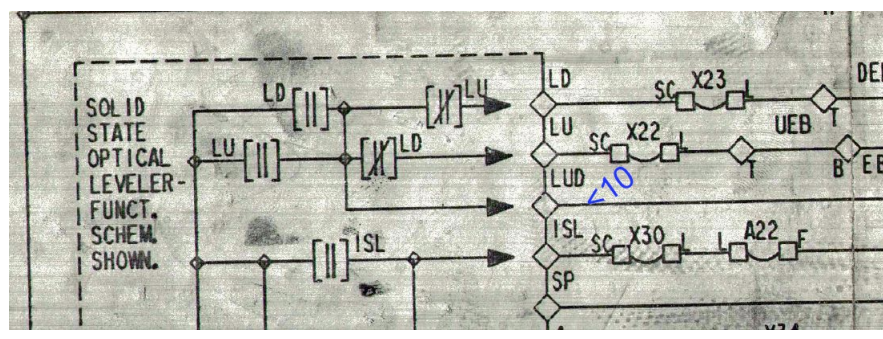 DE
LD
LD
LU
X23
SC
L
T
SOLID
STATE
OPTICAL
LEVELER-
FUNCT.
SCHEM.
SHOWN.
LU
LD
LU
X22
SC
L
UEB
T
B
EB
LUD
<10
ISL
ISL
X30
SC
L
A22
L
F
SP